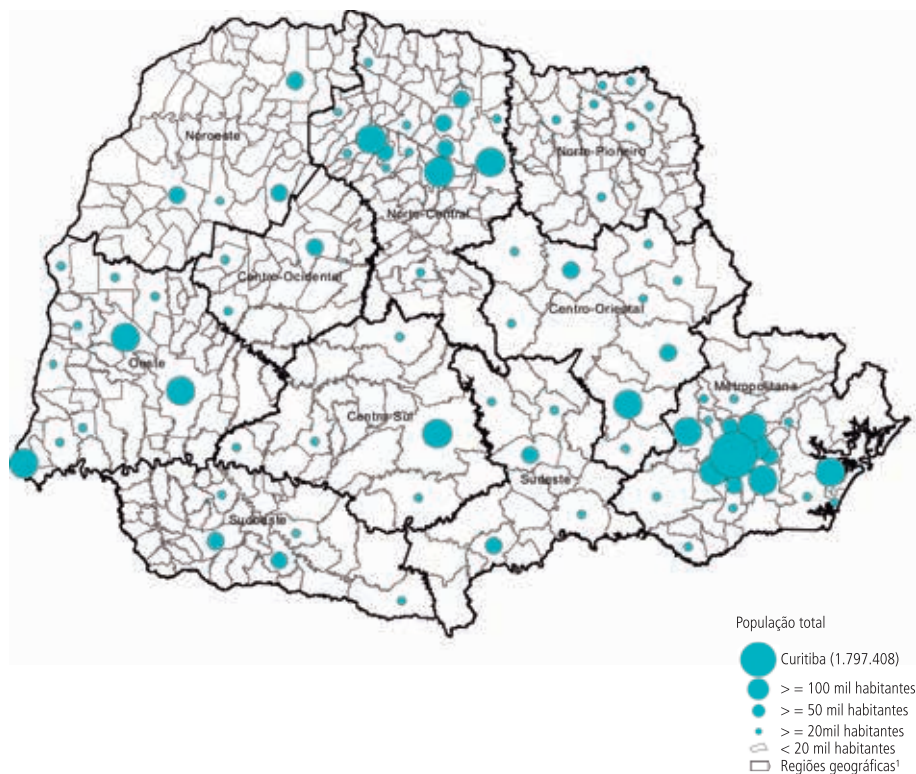 Noroeste
Norte-Pioneiro
Norte-Central
Centro-Ocidental
Centro-Oriental
Oeste
Metropolitana
Centro-Sul
Sudeste
Sudoeste
População total
Curitiba (1.797.408)
> = 100 mil habitantes
> = 50 mil habitantes
> = 20mil habitantes
< 20 mil habitantes
Regiões geográficas¹